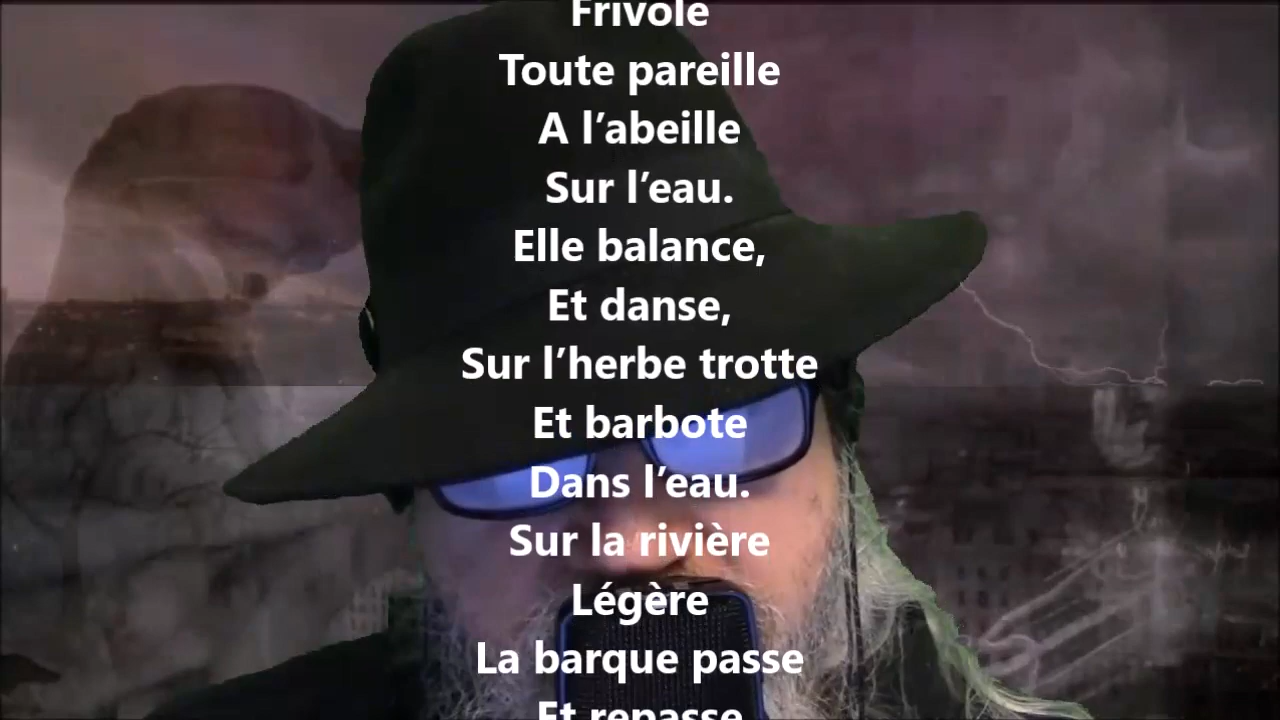 Frivole
Toute pareille
A l’abeille
Sur l’eau.
Elle balance,
Et danse,
Sur l’herbe trotte
Et barbote
Dans l’eau.
Sur la rivière
Légère
La barque passe
Et repasse